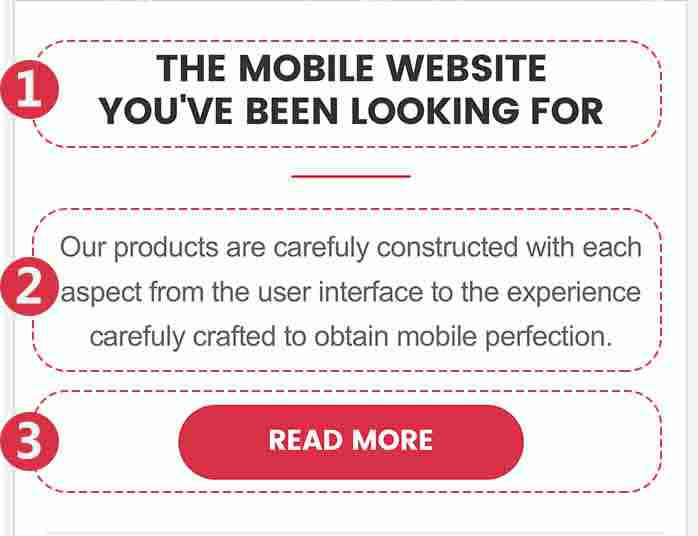 1
THE MOBILE WEBSITE
YOU'VE BEEN LOOKING FOR
2
Our products are carefuly constructed with each
aspect from the user interface to the experience
carefuly crafted to obtain mobile perfection.
3
READ MORE